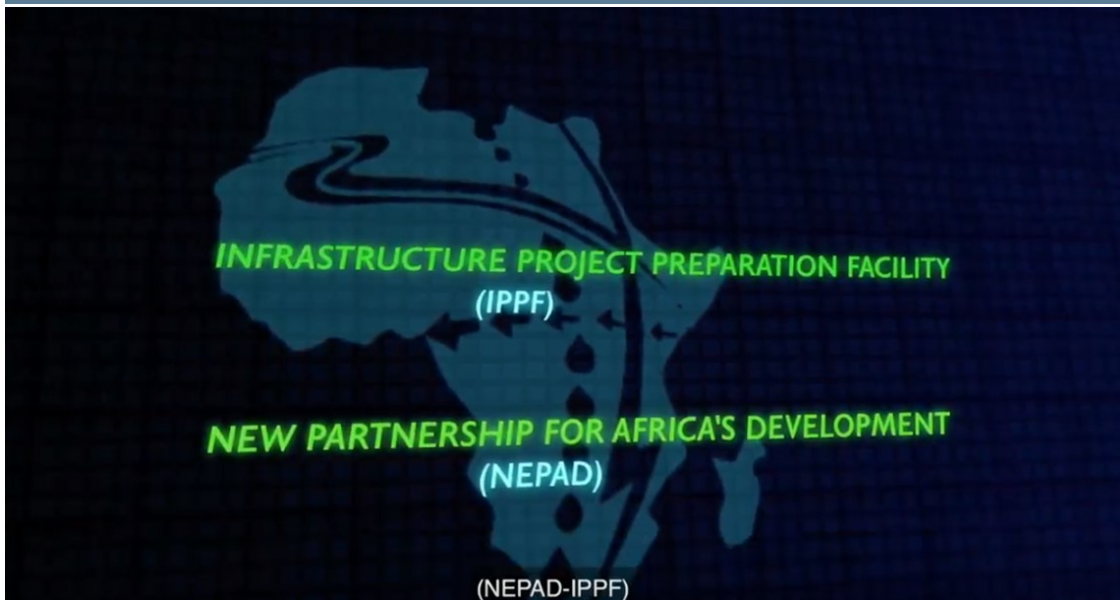 INFRASTRUCTURE PROJECT PREPARATION FACILITY
(IPPF)
NEW PARTNERSHIP FOR AFRICA'S DEVELOPMENT
(NEPAD)
(NEPAD-IPPF)